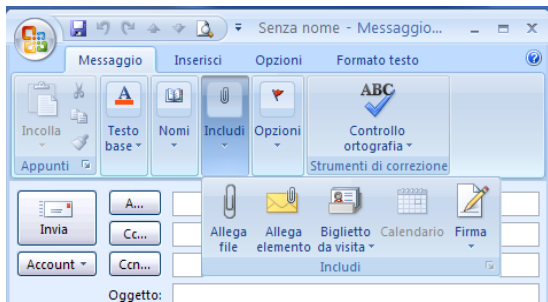 Senza nome - Messaggio...
Messaggio Inserisci Opzioni Formato testo
ABC
Incolla Testo base Nomi Includi Opzioni Controllo ortografia
Appunti Strumenti di correzione
Invia
Account
A...
Cc...
Ccn...
Oggetto:
Allega file Allega elemento Biglietto da visita Calendario Firma
Includi